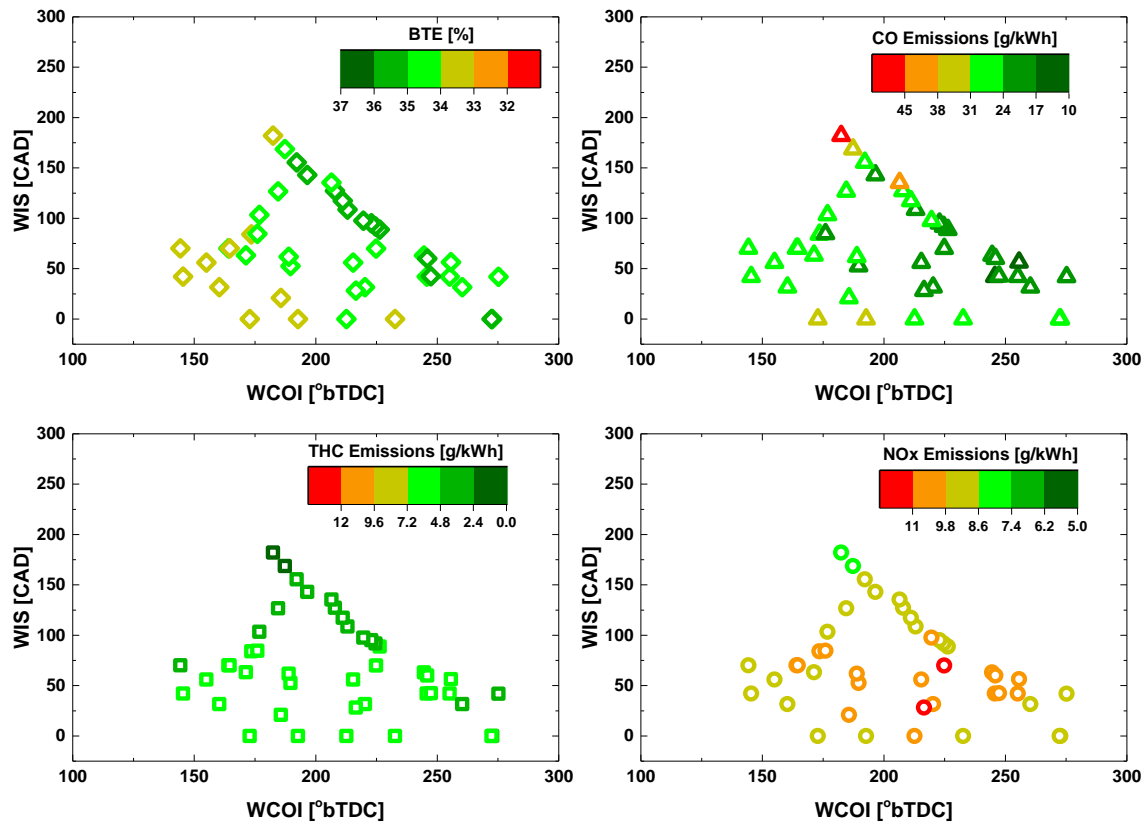 BTE [%]
37 36 35 34 33 32
300
250
200
150
100
50
0
WIS [CAD]
100 150 200 250 300
WCOI [°bTDC]
CO Emissions [g/kWh]
45 38 31 24 17 10
300
250
200
150
100
50
0
WIS [CAD]
100 150 200 250 300
WCOI [°bTDC]
THC Emissions [g/kWh]
12 9.6 7.2 4.8 2.4 0.0
300
250
200
150
100
50
0
WIS [CAD]
100 150 200 250 300
WCOI [°bTDC]
NOx Emissions [g/kWh]
11 9.8 8.6 7.4 6.2 5.0
300
250
200
150
100
50
0
WIS [CAD]
100 150 200 250 300
WCOI [°bTDC]